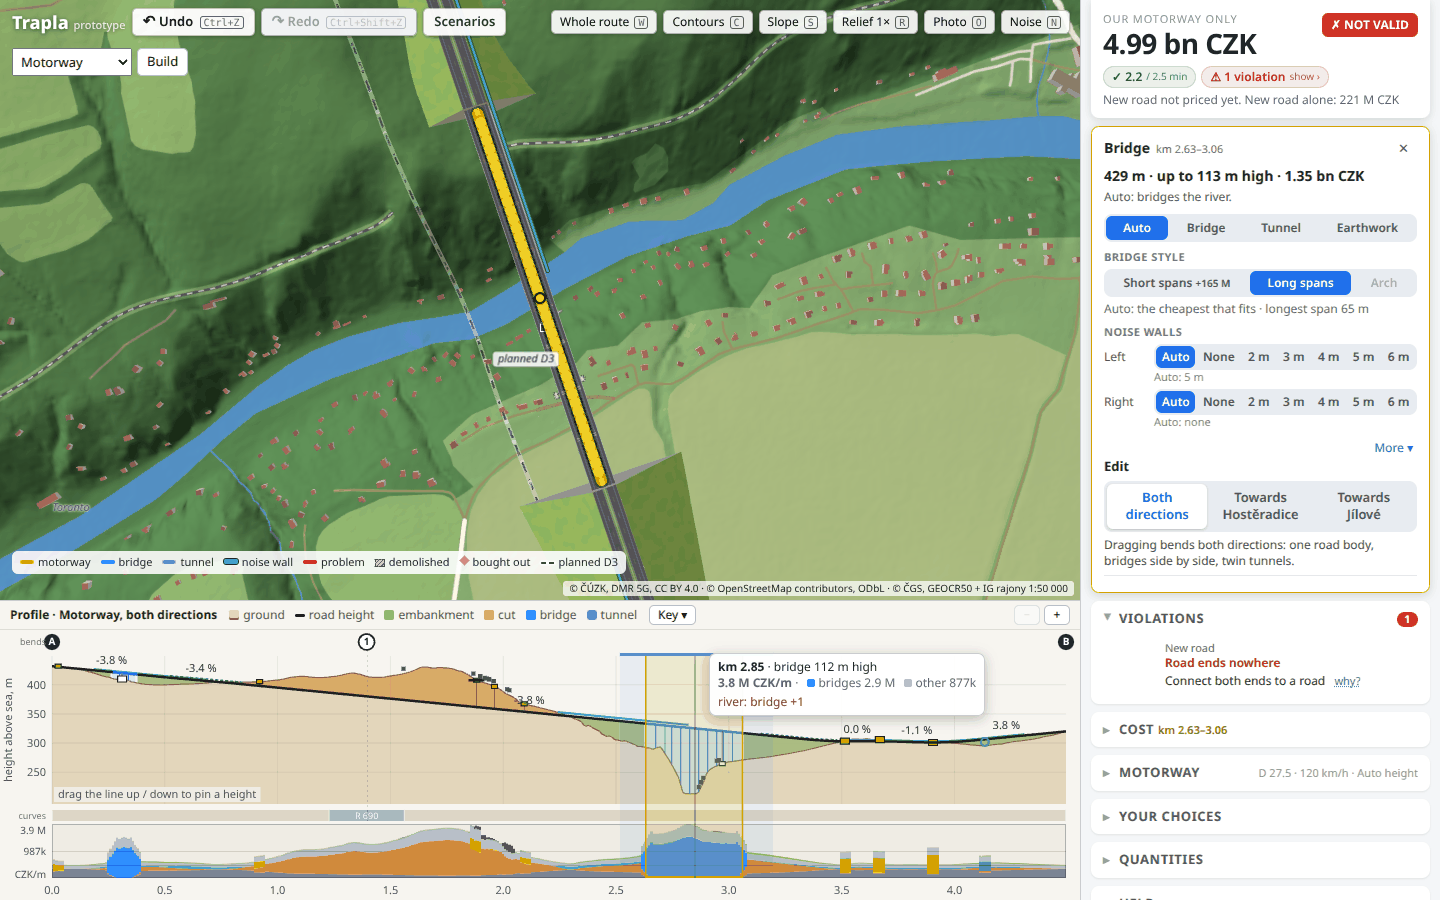 Trapla prototype
↶ Undo Ctrl+Z
↷ Redo Ctrl+Shift+Z
Scenarios
Whole route W
Contours C
Slope S
Relief 1× R
Photo O
Noise N
Motorway
Build
planned D3
Toronto
motorway bridge tunnel noise wall problem demolished bought out planned D3
© ČÚZK, DMR 5G, CC BY 4.0 · © OpenStreetMap contributors, ODbL · © ČGS, GEOCR50 + IG rajony 1:50 000
OUR MOTORWAY ONLY
✗ NOT VALID
4.99 bn CZK
✓ 2.2 / 2.5 min
⚠ 1 violation show ›
New road not priced yet. New road alone: 221 M CZK
Bridge km 2.63–3.06 ×
429 m · up to 113 m high · 1.35 bn CZK
Auto: bridges the river.
Auto Bridge Tunnel Earthwork
BRIDGE STYLE
Short spans +165 M Long spans Arch
Auto: the cheapest that fits · longest span 65 m
NOISE WALLS
Left Auto None 2 m 3 m 4 m 5 m 6 m
Auto: 5 m
Right Auto None 2 m 3 m 4 m 5 m 6 m
Auto: none
More ▾
Edit
Both directions
Towards Hostěradice
Towards Jílové
Dragging bends both directions: one road body,
bridges side by side, twin tunnels.
▼ VIOLATIONS 1
New road
Road ends nowhere
Connect both ends to a road why?
▶ COST km 2.63–3.06
▶ MOTORWAY D 27.5 · 120 km/h · Auto height
▶ YOUR CHOICES
▶ QUANTITIES
Profile · Motorway, both directions ground road height embankment cut bridge tunnel Key ▾
− +
bends A 1 B
-3.8 %
-3.4 %
-3.8 %
0.0 %
-1.1 %
3.8 %
km 2.85 · bridge 112 m high
3.8 M CZK/m · bridges 2.9 M other 877k
river: bridge +1
height above sea, m
400
350
300
250
drag the line up / down to pin a height
curves R 690
3.9 M
987k
CZK/m
0.0 0.5 1.0 1.5 2.0 2.5 3.0 3.5 4.0